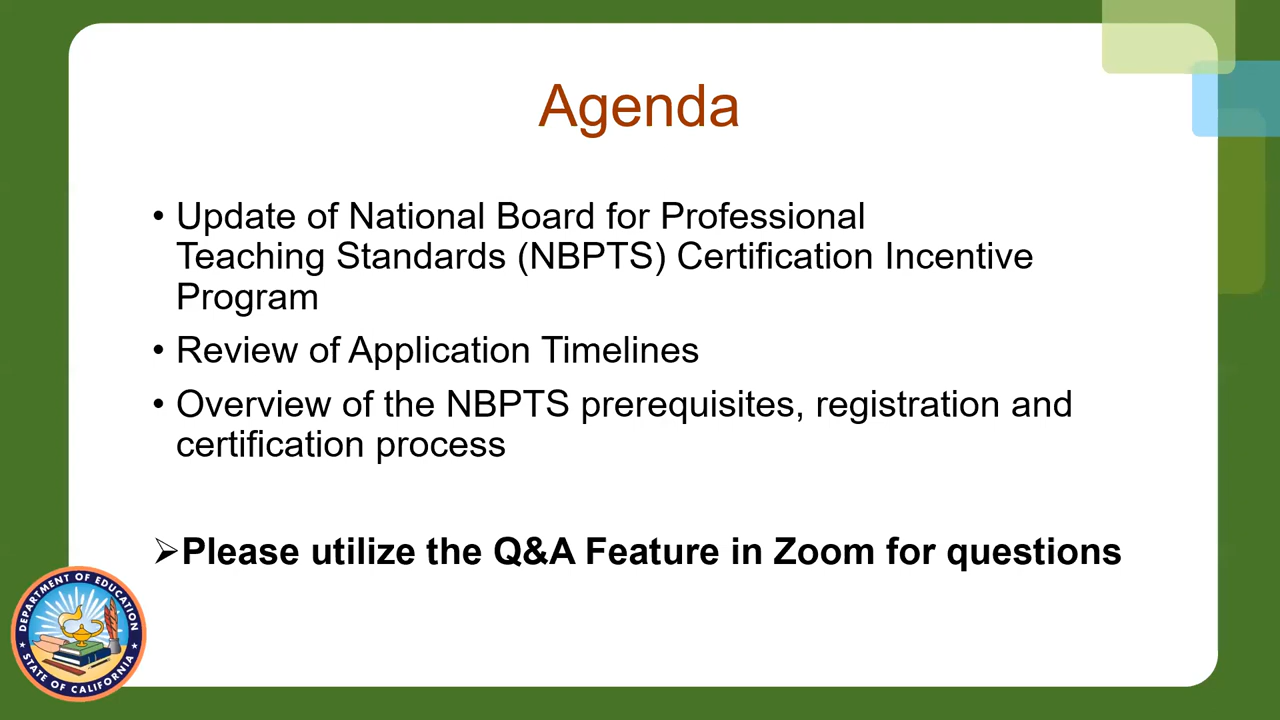 Agenda
• Update of National Board for Professional
Teaching Standards (NBPTS) Certification Incentive
Program
• Review of Application Timelines
• Overview of the NBPTS prerequisites, registration and
certification process
➢Please utilize the Q&A Feature in Zoom for questions
DEPARTMENT OF EDUCATION
STATE OF CALIFORNIA